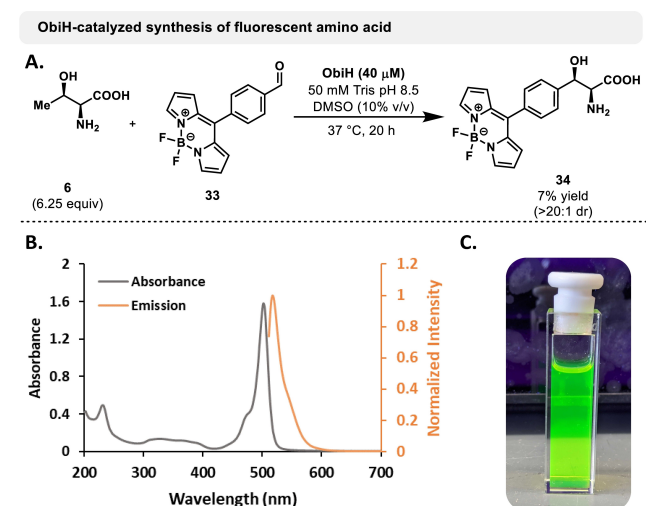 ObiH-catalyzed synthesis of fluorescent amino acid
A.
OH
Me
COOH
NH₂
6
(6.25 equiv)
+
O
N
⊕
B
⊖
F
F
N
33
ObiH (40 μM)
50 mM Tris pH 8.5
DMSO (10% v/v)
37 °C, 20 h
OH
COOH
NH₂
N
⊕
B
⊖
F
F
N
34
7% yield
(>20:1 dr)
B.
Absorbance
Emission
Absorbance
2
1.6
1.2
0.8
0.4
0
200
300
400
500
600
700
Wavelength (nm)
1.2
1
0.8
0.6
0.4
0.2
0
Normalized Intensity
C.